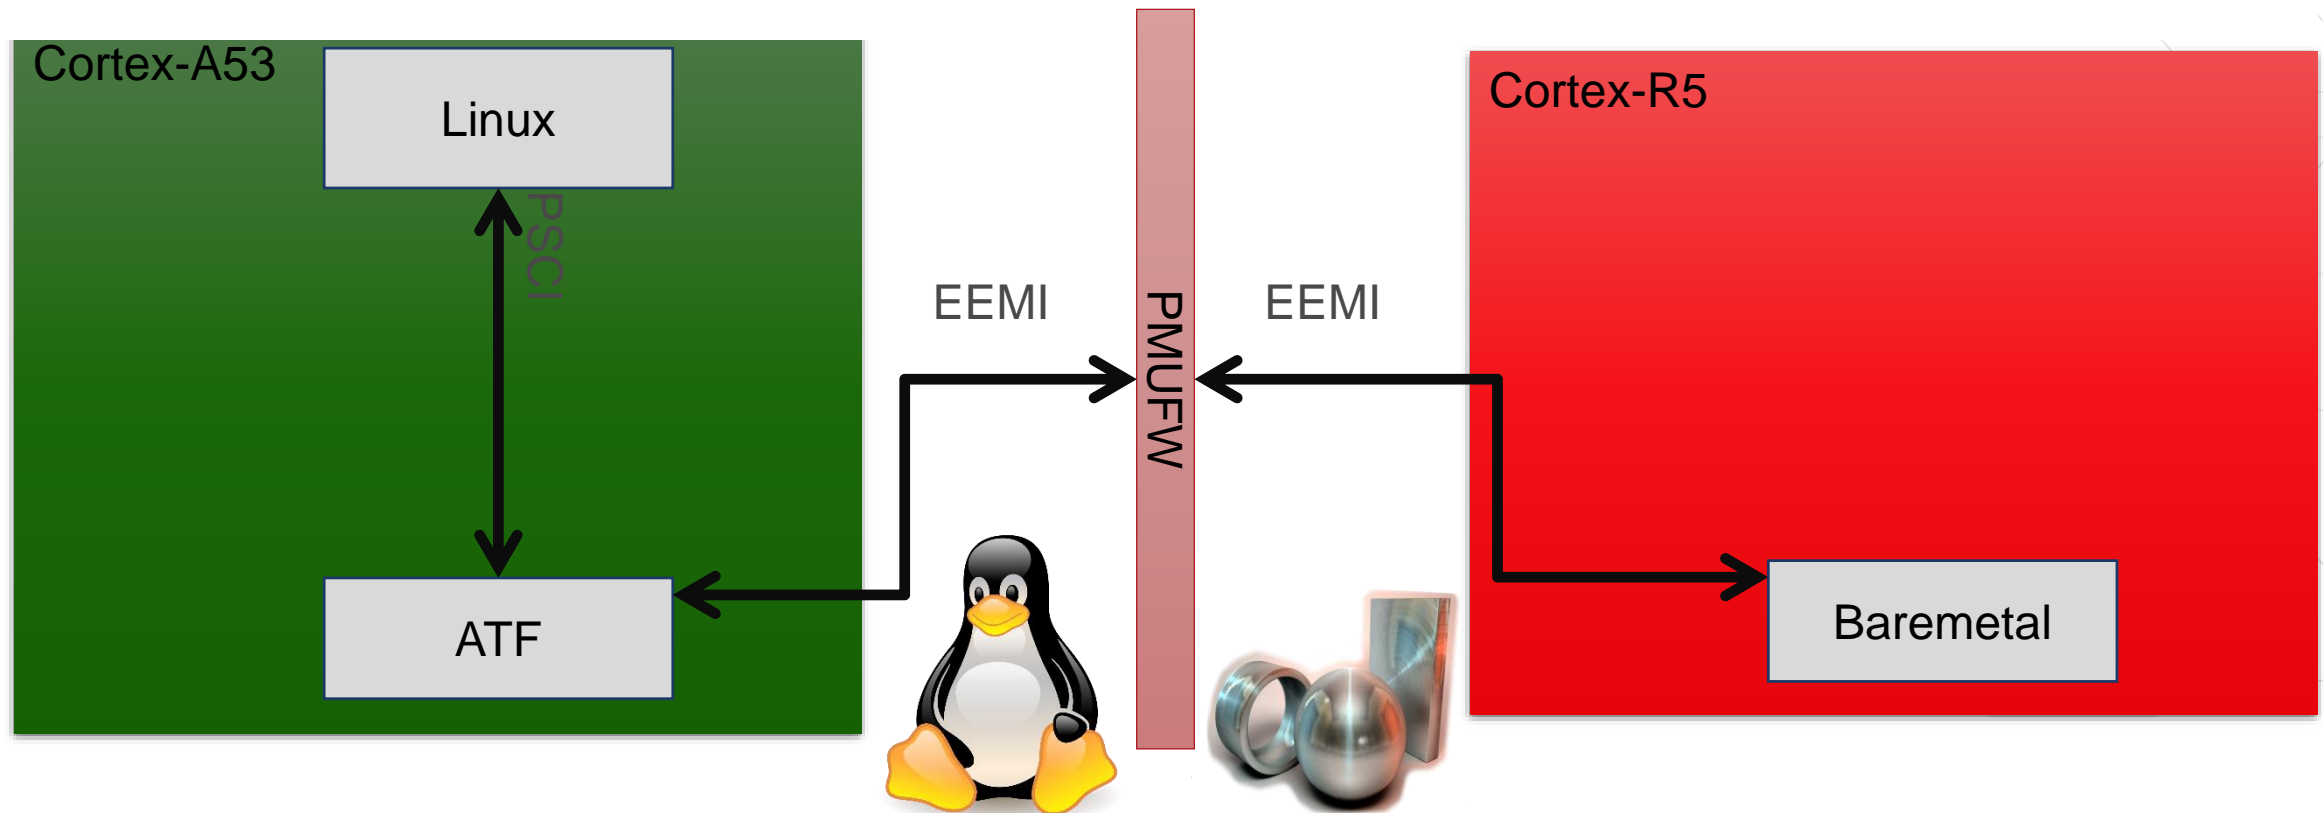 Cortex-A53
Linux
PSCI
ATF
EEMI
PMUFW
EEMI
Cortex-R5
Baremetal